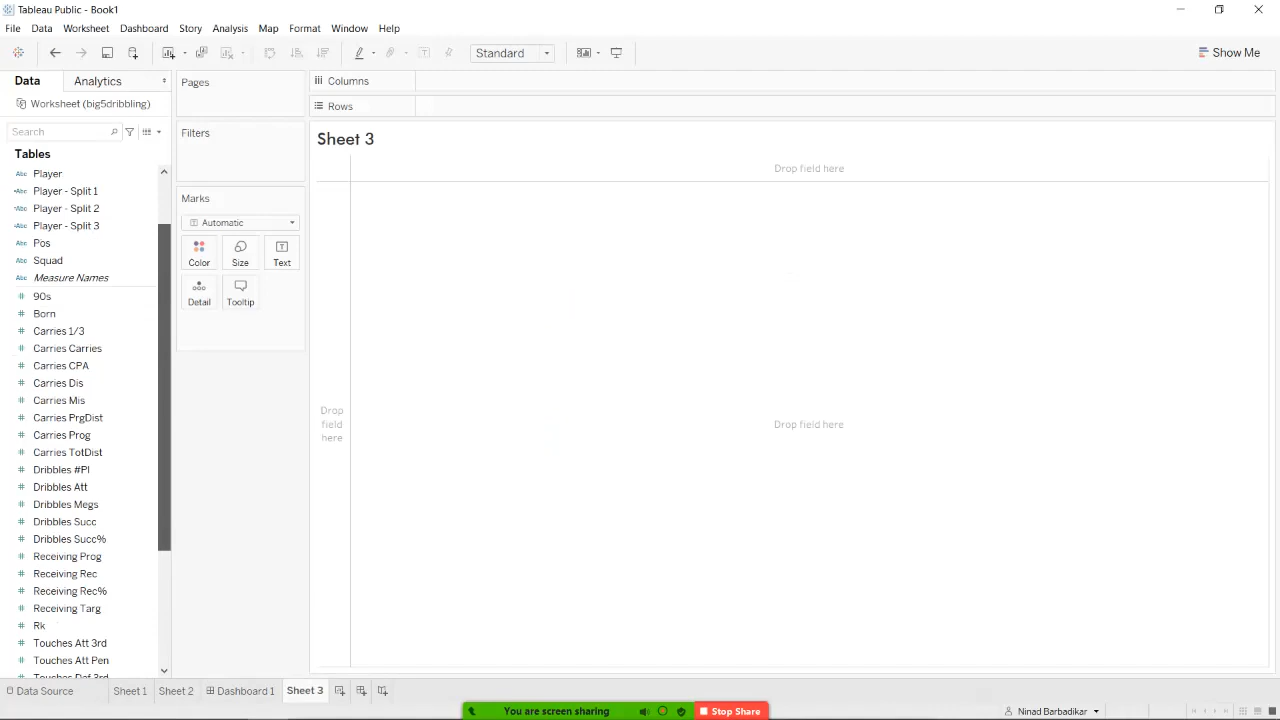 Tableau Public - Book1
File Data Worksheet Dashboard Story Analysis Map Format Window Help
Standard
Show Me
Data Analytics
Pages
Columns
Worksheet (big5dribbling)
Rows
Search
Filters
Tables
Sheet 3
Player
Drop field here
Player - Split 1
Marks
Player - Split 2
Automatic
Player - Split 3
Pos
Squad
Color Size Text
Measure Names
90s
Detail Tooltip
Born
Carries 1/3
Carries Carries
Carries CPA
Carries Dis
Carries Mis
Carries PrgDist
Drop
field
here
Drop field here
Carries Prog
Carries TotDist
Dribbles #Pl
Dribbles Att
Dribbles Megs
Dribbles Succ
Dribbles Succ%
Receiving Prog
Receiving Rec
Receiving Rec%
Receiving Targ
Rk
Touches Att 3rd
Touches Att Pen
Touches Def 3rd
Data Source Sheet 1 Sheet 2 Dashboard 1 Sheet 3
You are screen sharing Stop Share
Ninad Barbadikar